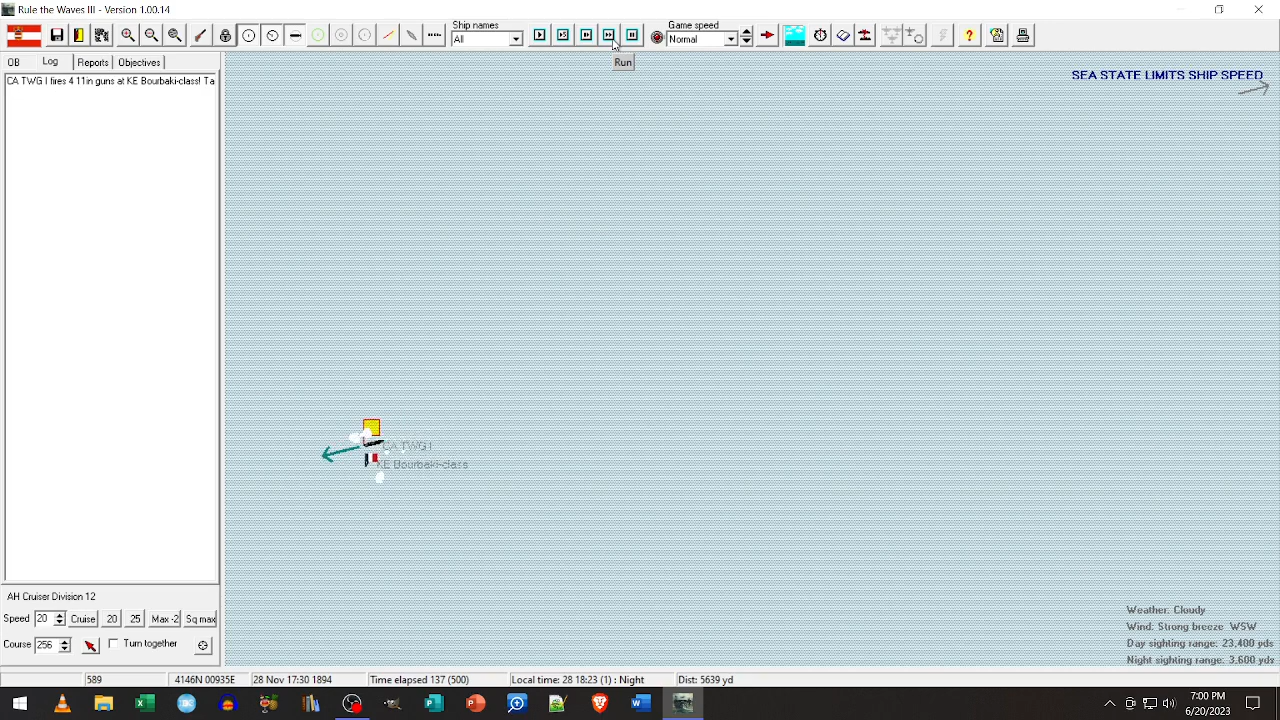 Rule the Waves III - Version 1.00.14
Ship names
All
Game speed
Normal
Run
OB
Log
Reports
Objectives
CA TWG I fires 4 11in guns at KE Bourbaki-class! Ta
SEA STATE LIMITS SHIP SPEED
CA TWG I
KE Bourbaki-class
AH Cruiser Division 12
Speed 20 Cruise 20 25 Max -2 Sq max
Course 256 Turn together
Weather: Cloudy
Wind: Strong breeze WSW
Day sighting range: 23,400 yds
Night sighting range: 3,600 yds
589 4146N 00935E 28 Nov 17:30 1894 Time elapsed 137 (500) Local time: 28 18:23 (1) : Night Dist: 5639 yd
7:00 PM
6/20/2023